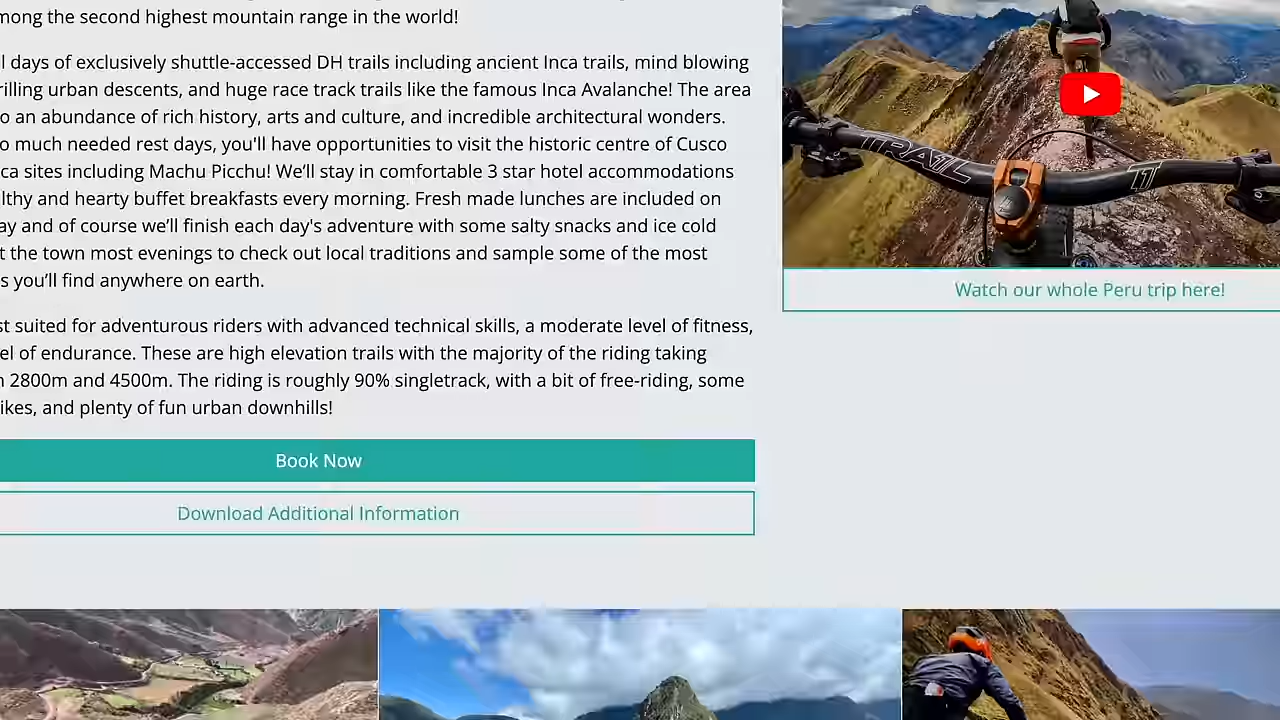 mong the second highest mountain range in the world!
l days of exclusively shuttle-accessed DH trails including ancient Inca trails, mind blowing
rilling urban descents, and huge race track trails like the famous Inca Avalanche! The area
o an abundance of rich history, arts and culture, and incredible architectural wonders.
o much needed rest days, you'll have opportunities to visit the historic centre of Cusco
ca sites including Machu Picchu! We’ll stay in comfortable 3 star hotel accommodations
lthy and hearty buffet breakfasts every morning. Fresh made lunches are included on
ay and of course we’ll finish each day's adventure with some salty snacks and ice cold
t the town most evenings to check out local traditions and sample some of the most
s you’ll find anywhere on earth.
st suited for adventurous riders with advanced technical skills, a moderate level of fitness,
el of endurance. These are high elevation trails with the majority of the riding taking
n 2800m and 4500m. The riding is roughly 90% singletrack, with a bit of free-riding, some
ikes, and plenty of fun urban downhills!
Book Now
Download Additional Information
TRAIL
Watch our whole Peru trip here!